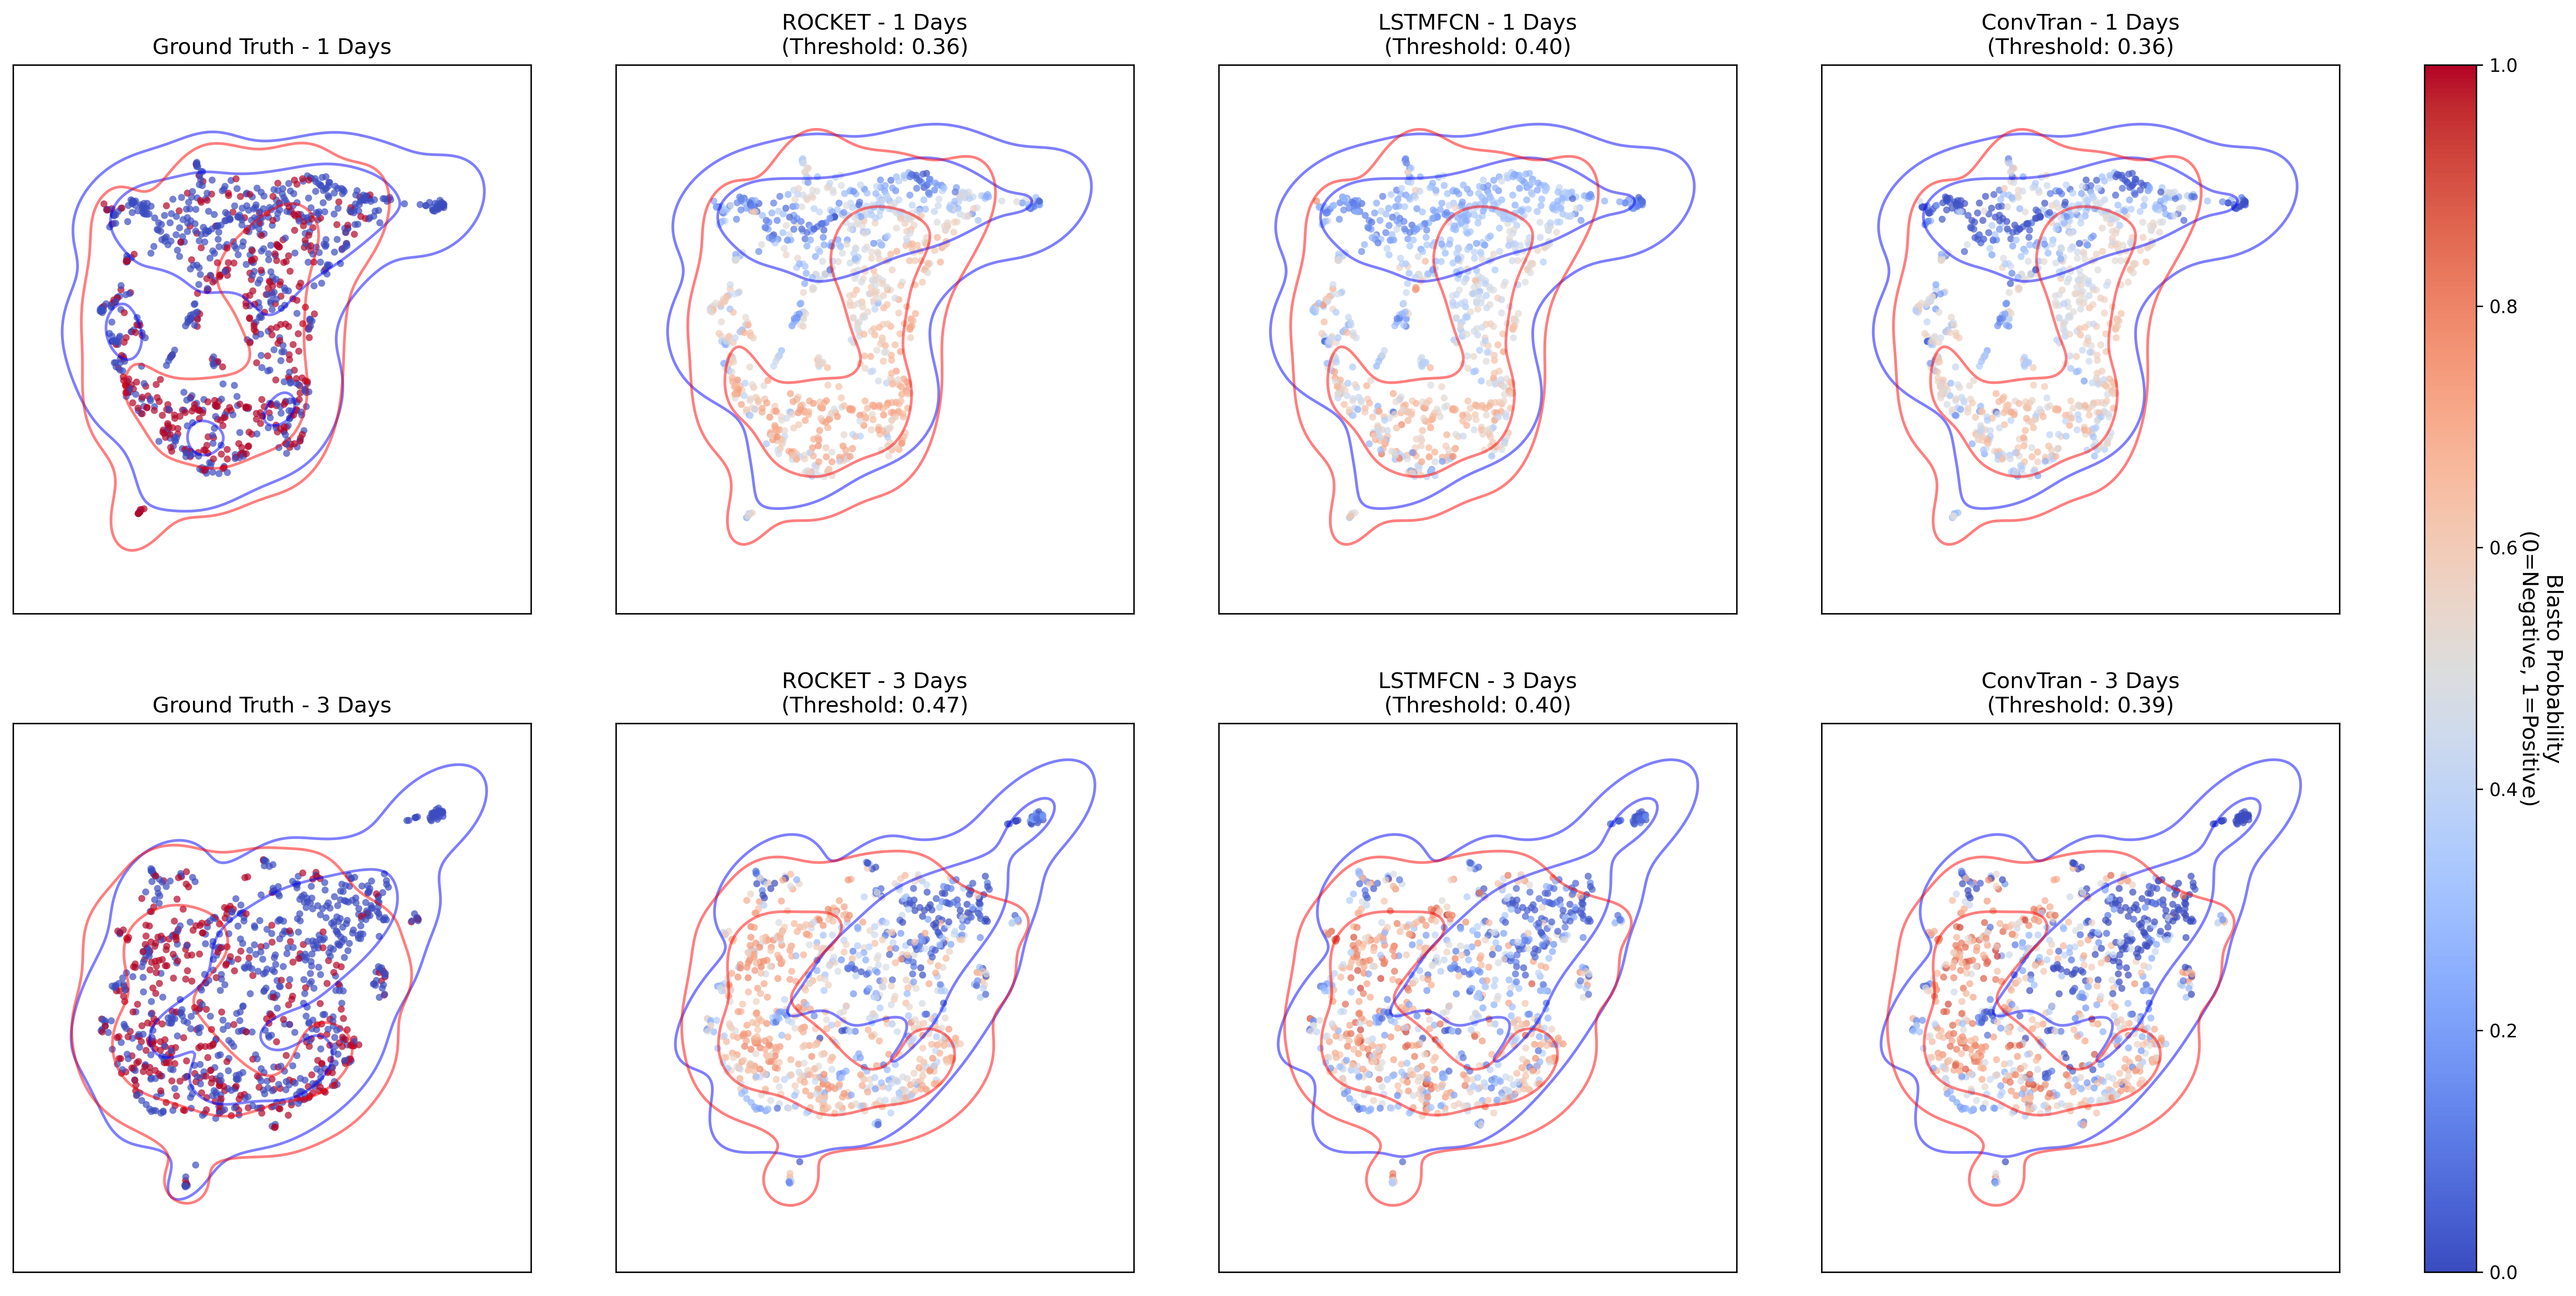 Ground Truth - 1 Days
ROCKET - 1 Days
(Threshold: 0.36)
LSTMFCN - 1 Days
(Threshold: 0.40)
ConvTran - 1 Days
(Threshold: 0.36)
Ground Truth - 3 Days
ROCKET - 3 Days
(Threshold: 0.47)
LSTMFCN - 3 Days
(Threshold: 0.40)
ConvTran - 3 Days
(Threshold: 0.39)
1.0
0.8
0.6
0.4
0.2
0.0
Blasto Probability
(0=Negative, 1=Positive)